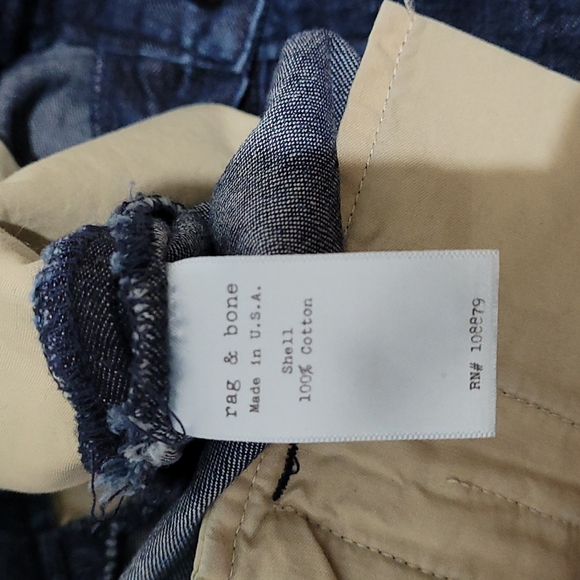 rag & bone
Made in U.S.A.
Shell
100% Cotton
RN# 108879